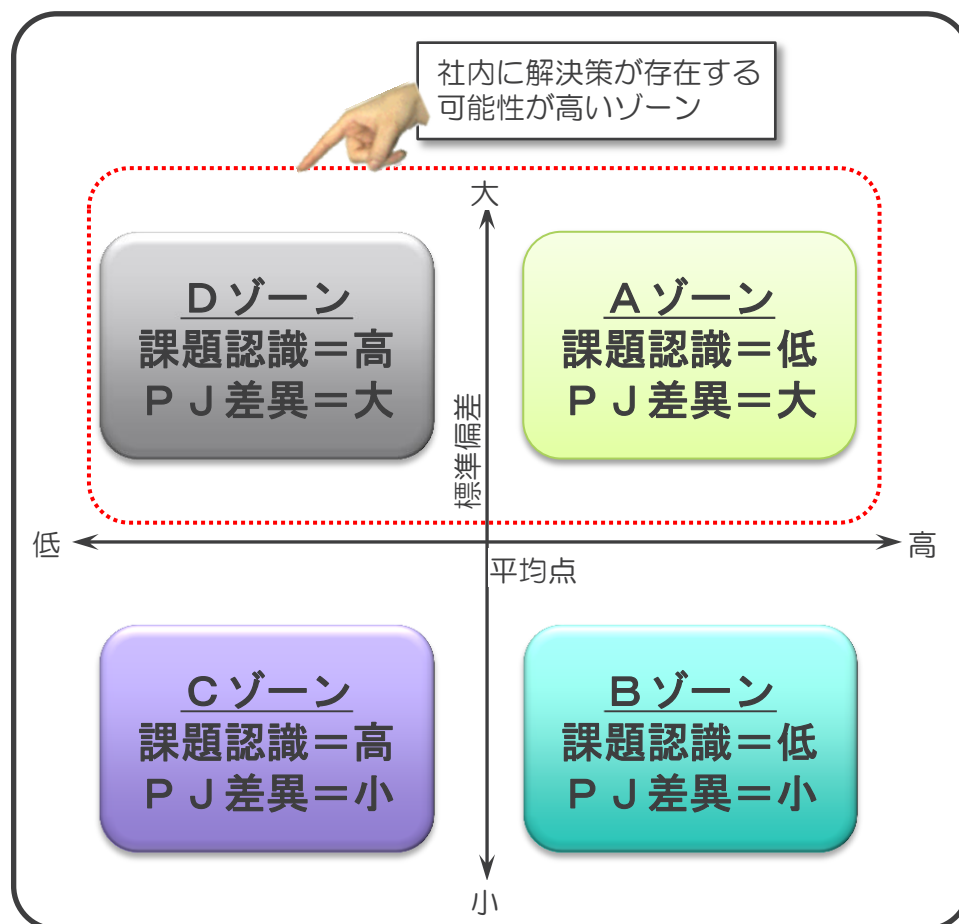 社内に解決策が存在する
可能性が高いゾーン
大
Ｄゾーン
課題認識＝高
ＰＪ差異＝大
Ａゾーン
課題認識＝低
ＰＪ差異＝大
標準偏差
低
高
平均点
Ｃゾーン
課題認識＝高
ＰＪ差異＝小
Ｂゾーン
課題認識＝低
ＰＪ差異＝小
小